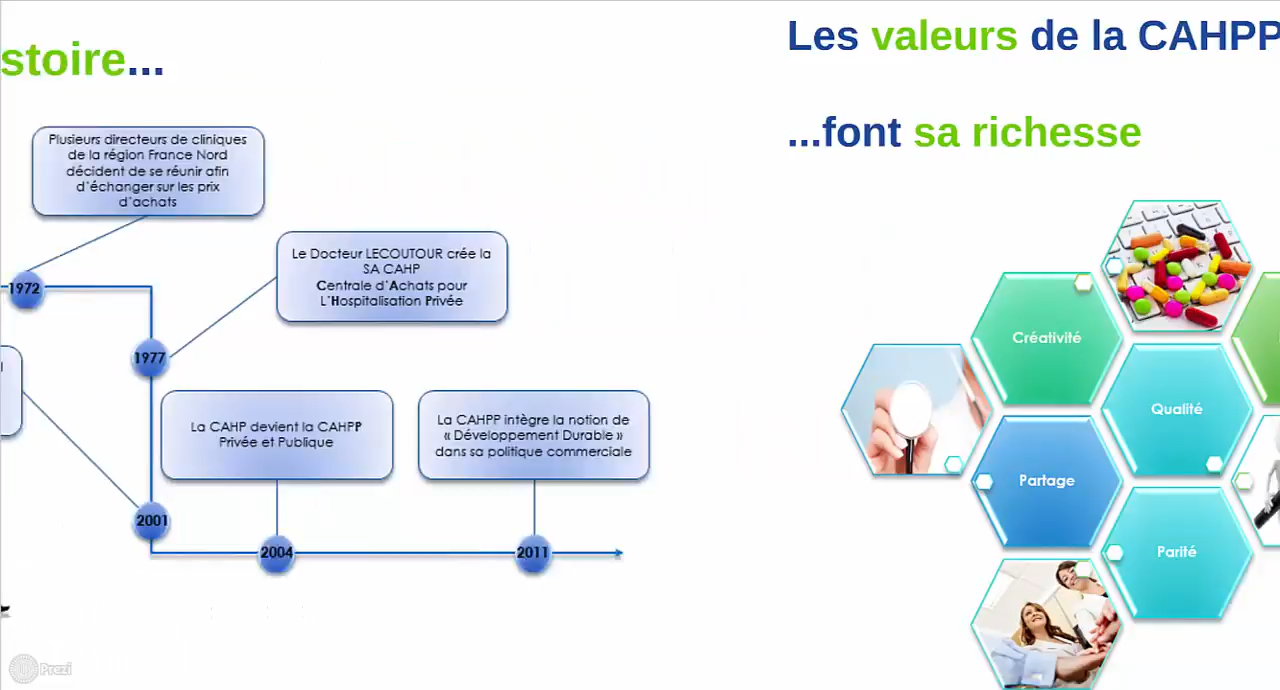 stoire...
Plusieurs directeurs de cliniques
de la région France Nord
décident de se réunir afin
d'échanger sur les prix
d'achats
1972
Le Docteur LECOUTOUR crée la
SA CAHP
Centrale d'Achats pour
L'Hospitalisation Privée
1977
La CAHP devient la CAHPP
Privée et Publique
La CAHPP intègre la notion de
« Développement Durable »
dans sa politique commerciale
2001
2004
2011
Les valeurs de la CAHPP
...font sa richesse
Créativité
Qualité
Partage
Parité
Prezi